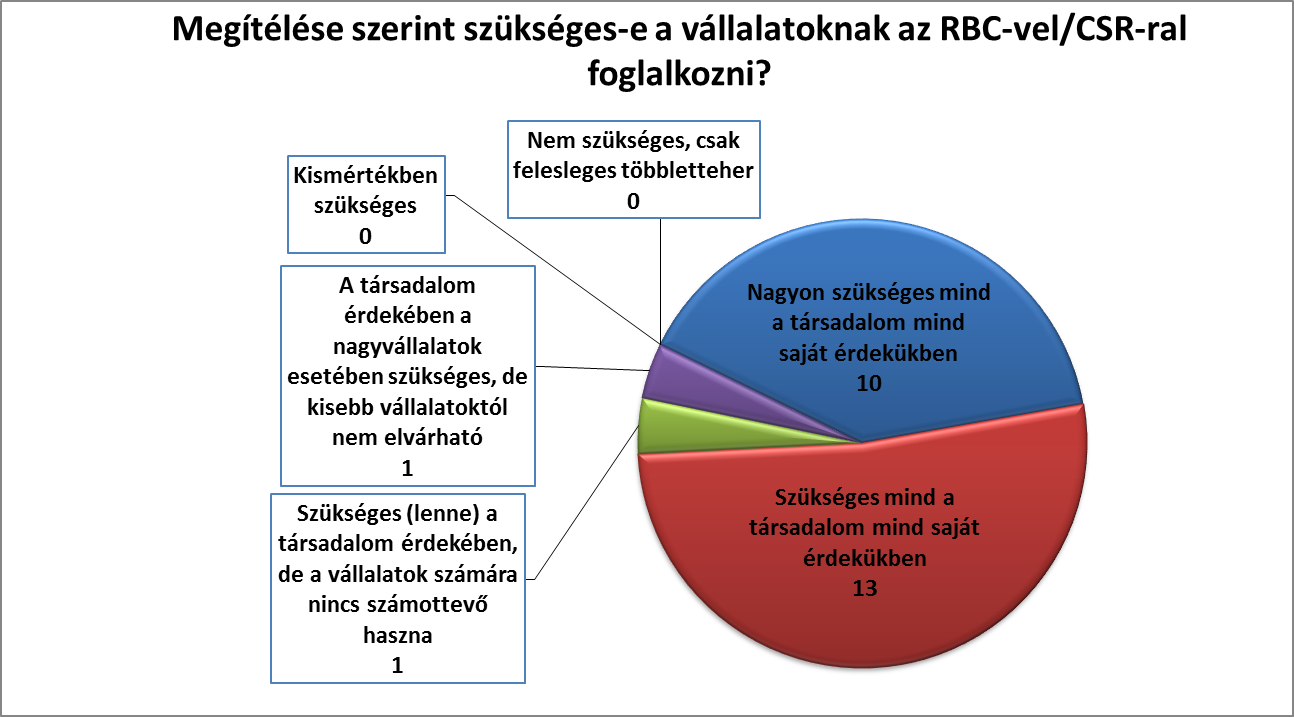 Megítélése szerint szükséges-e a vállalatoknak az RBC-vel/CSR-ral
foglalkozni?
Nem szükséges, csak
felesleges többletteher
0
Kismértékben
szükséges
0
A társadalom
érdekében a
nagyvállalatok
esetében szükséges, de
kisebb vállalatoktól
nem elvárható
1
Szükséges (lenne) a
társadalom érdekében,
de a vállalatok számára
nincs számottevő
haszna
1
Nagyon szükséges mind
a társadalom mind
saját érdekükben
10
Szükséges mind a
társadalom mind saját
érdekükben
13